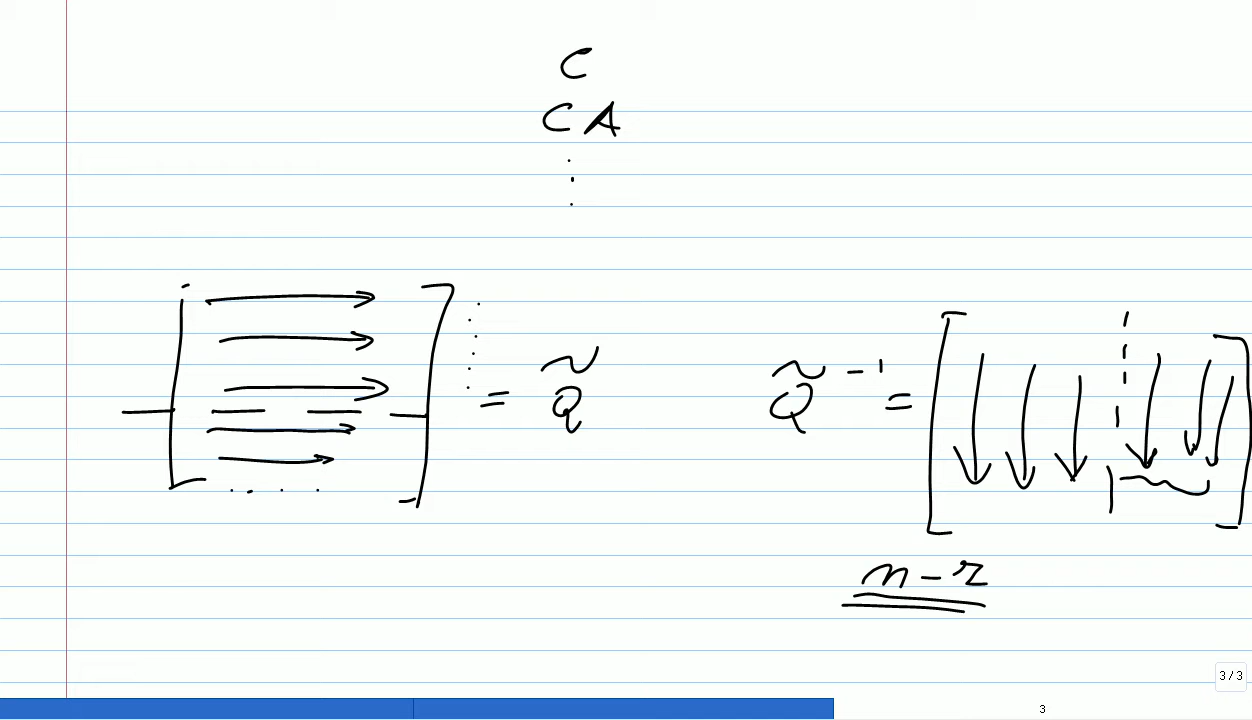 C
CA
⋮
[ ] = Q̃
Q̃⁻¹ = [ ]
n - r
3 / 3
3